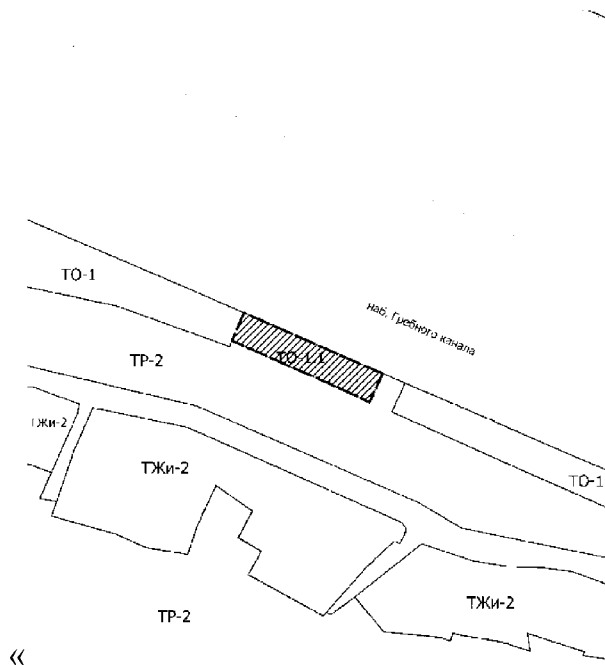 ТО-1
наб. Гребного канала
ТО-1.1
ТР-2
ТЖи-2
ТЖи-2
ТО-1
ТЖи-2
ТР-2
«